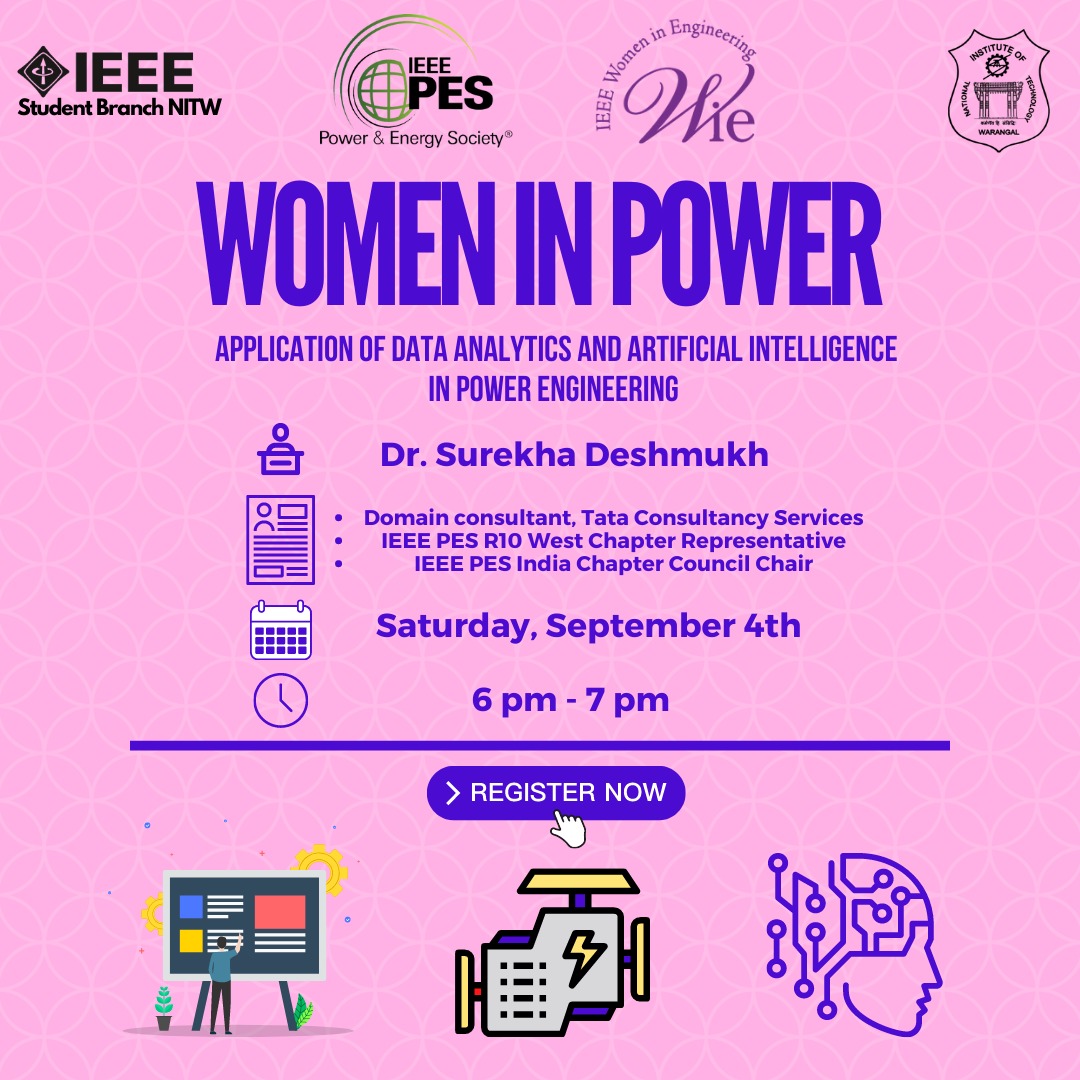 IEEE
Student Branch NITW
IEEE
PES
Power & Energy Society®
IEEE Women in Engineering
Wie
INSTITUTE OF
NATIONAL
TECHNOLOGY
WARANGAL
WOMEN IN POWER
APPLICATION OF DATA ANALYTICS AND ARTIFICIAL INTELLIGENCE
IN POWER ENGINEERING
Dr. Surekha Deshmukh
• Domain consultant, Tata Consultancy Services
• IEEE PES R10 West Chapter Representative
• IEEE PES India Chapter Council Chair
Saturday, September 4th
6 pm - 7 pm
REGISTER NOW